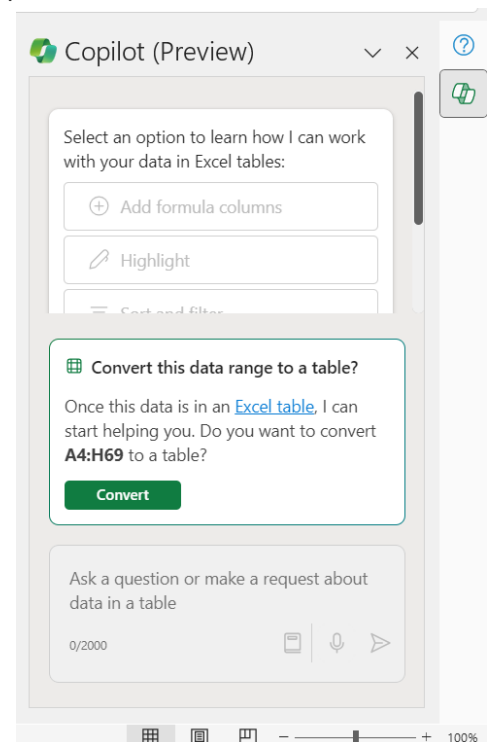 Copilot (Preview)
Select an option to learn how I can work
with your data in Excel tables:
Add formula columns
Highlight
Sort and filter
Convert this data range to a table?
Once this data is in an Excel table, I can
start helping you. Do you want to convert
A4:H69 to a table?
Convert
Ask a question or make a request about
data in a table
0/2000
100%